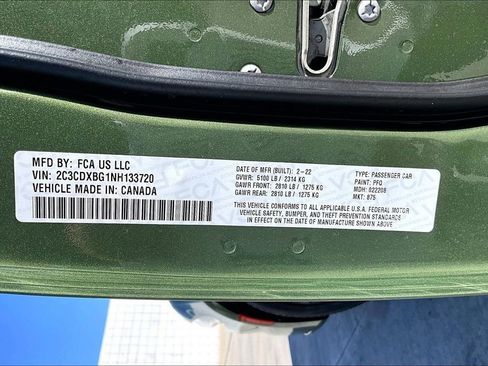 MFD BY: FCA US LLC
VIN: 2C3CDXBG1NH133720
VEHICLE MADE IN: CANADA
DATE OF MFR (BUILT): 2-22
GVWR: 5100 LB / 2314 KG
GAWR FRONT: 2810 LB / 1275 KG
GAWR REAR: 2810 LB / 1275 KG
TYPE: PASSENGER CAR
PAINT: PFQ
MDH: 022208
MKT: 875
THIS VEHICLE CONFORMS TO ALL APPLICABLE U.S.A. FEDERAL MOTOR
VEHICLE SAFETY, BUMPER, AND THEFT PREVENTION STANDARDS
IN EFFECT ON THE DATE OF MANUFACTURE SHOWN ABOVE